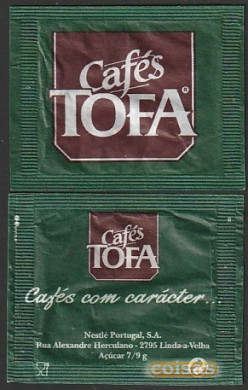 Cafés
TOFA®
Cafés
TOFA
Cafés com carácter...
Nestlé Portugal, S.A.
Rua Alexandre Herculano - 2795 Linda-a-Velha
Açúcar 7/9 g
coisas